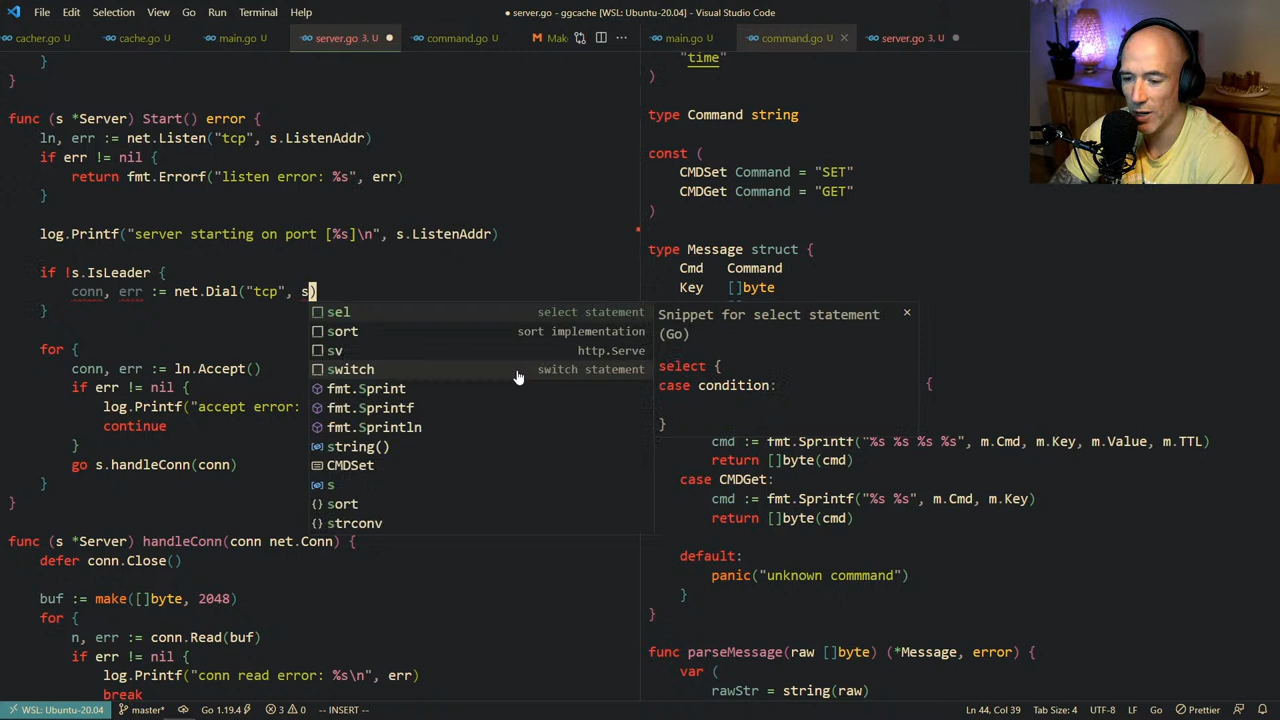 File Edit Selection View Go Run Terminal Help
● server.go - ggcache [WSL: Ubuntu-20.04] - Visual Studio Code
cacher.go U cache.go U main.go U server.go 3, U ● command.go U Mak ···
main.go U command.go U × server.go 3, U ●
}
}
func (s *Server) Start() error {
ln, err := net.Listen("tcp", s.ListenAddr)
if err != nil {
return fmt.Errorf("listen error: %s", err)
}
log.Printf("server starting on port [%s]\n", s.ListenAddr)
if !s.IsLeader {
conn, err := net.Dial("tcp", s)
}
for {
conn, err := ln.Accept()
if err != nil {
log.Printf("accept error:
continue
}
go s.handleConn(conn)
}
}
func (s *Server) handleConn(conn net.Conn) {
defer conn.Close()
buf := make([]byte, 2048)
for {
n, err := conn.Read(buf)
if err != nil {
log.Printf("conn read error: %s\n", err)
break
sel select statement
sort sort implementation
sv http.Serve
switch switch statement
fmt.Sprint
fmt.Sprintf
fmt.Sprintln
string()
CMDSet
s
sort
strconv
Snippet for select statement
(Go)
select {
case condition:
}
"time"
)
type Command string
const (
CMDSet Command = "SET"
CMDGet Command = "GET"
)
type Message struct {
Cmd Command
Key []byte
{
cmd := fmt.Sprintf("%s %s %s %s", m.Cmd, m.Key, m.Value, m.TTL)
return []byte(cmd)
case CMDGet:
cmd := fmt.Sprintf("%s %s", m.Cmd, m.Key)
return []byte(cmd)
default:
panic("unknown commmand")
}
}
func parseMessage(raw []byte) (*Message, error) {
var (
rawStr = string(raw)
WSL: Ubuntu-20.04 master* Go 1.19.4 3 0 -- INSERT -- Ln 44, Col 39 Tab Size: 4 UTF-8 LF Go Prettier